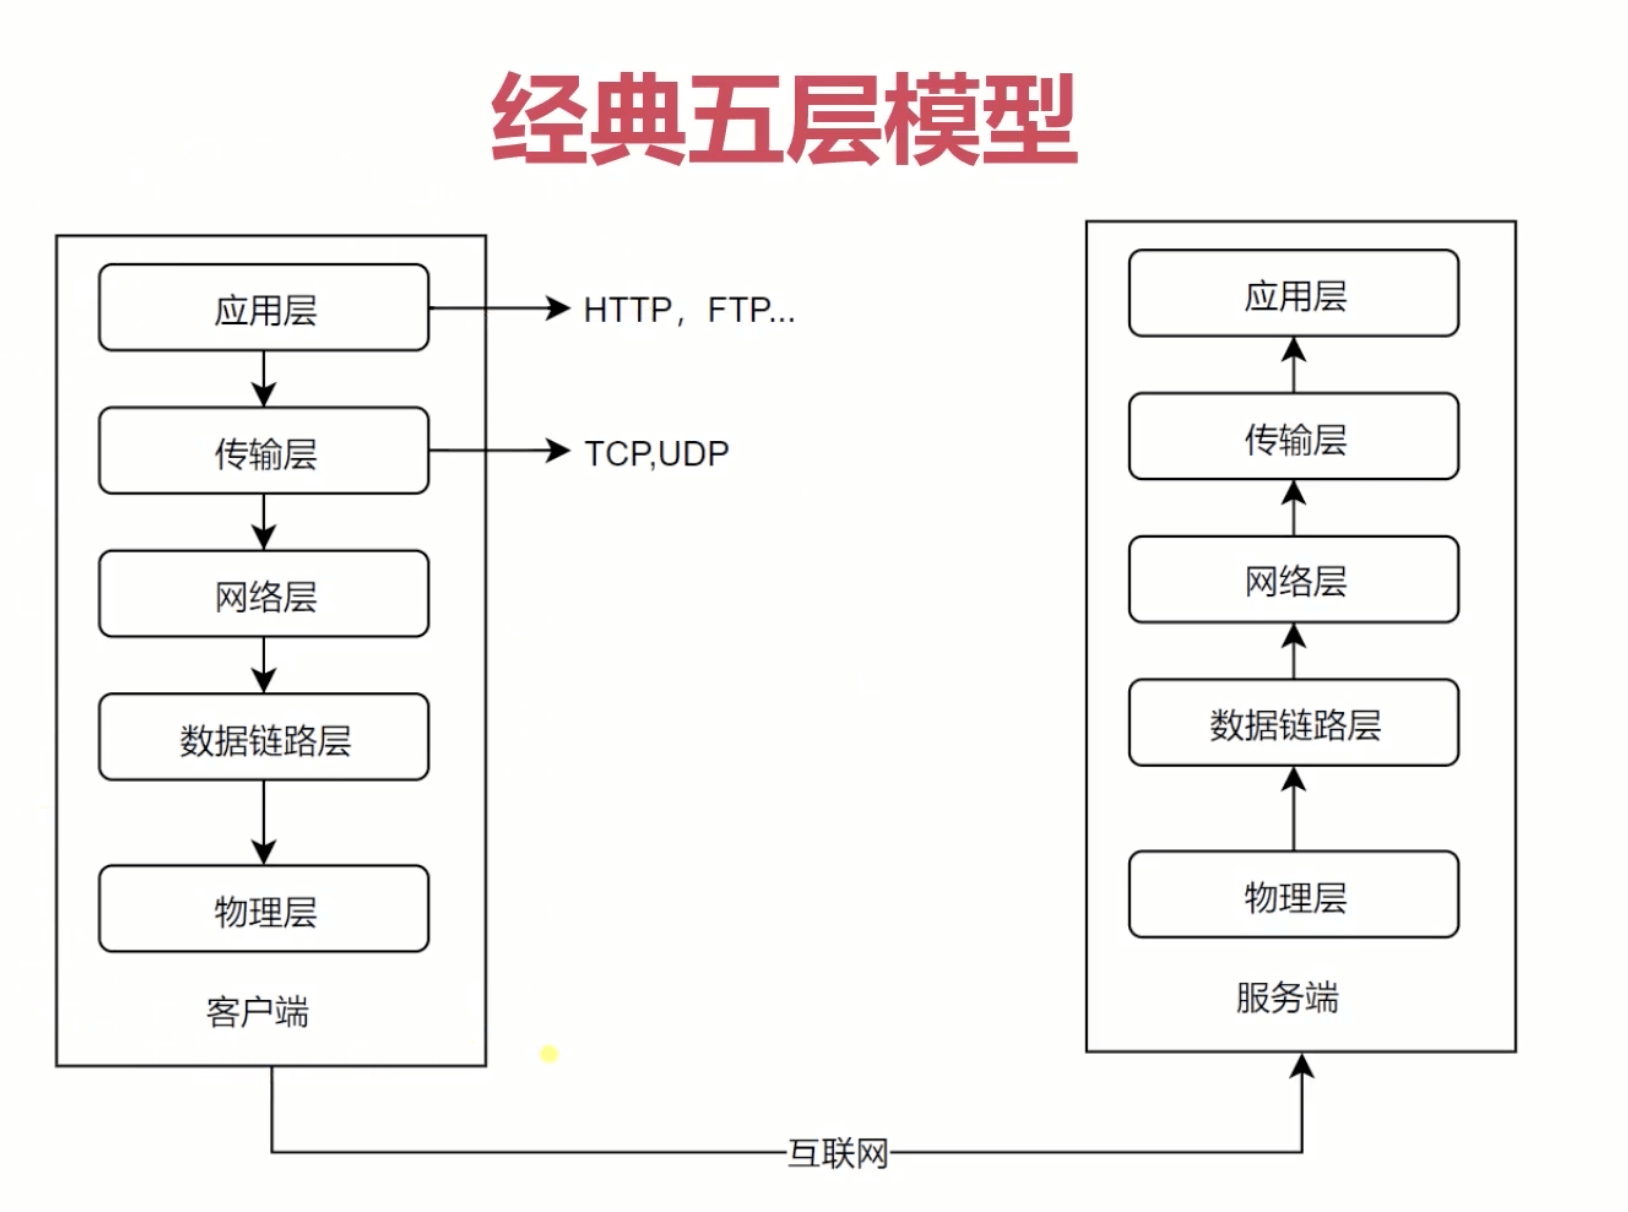 经典五层模型
应用层
HTTP，FTP...
传输层
TCP,UDP
网络层
数据链路层
物理层
客户端
应用层
传输层
网络层
数据链路层
物理层
服务端
互联网